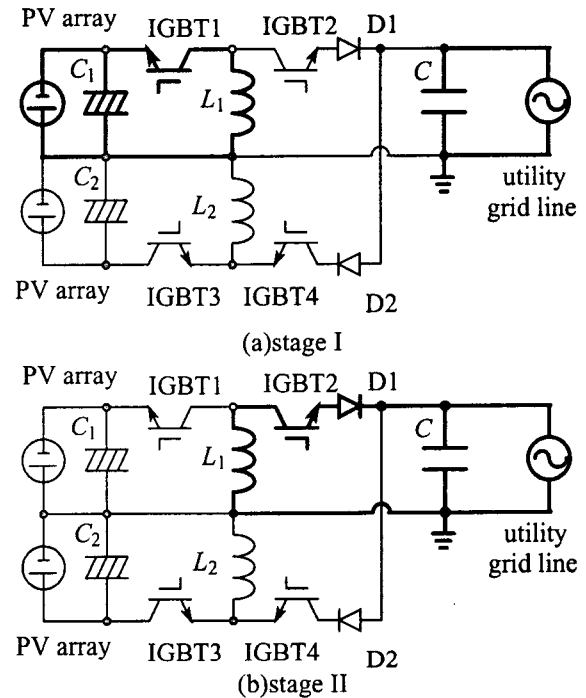 PV array
IGBT1
IGBT2
D1
C1
L1
C
C2
L2
utility
grid line
PV array
IGBT3
IGBT4
D2
(a)stage I
PV array
IGBT1
IGBT2
D1
C1
L1
C
C2
L2
utility
grid line
PV array
IGBT3
IGBT4
D2
(b)stage II